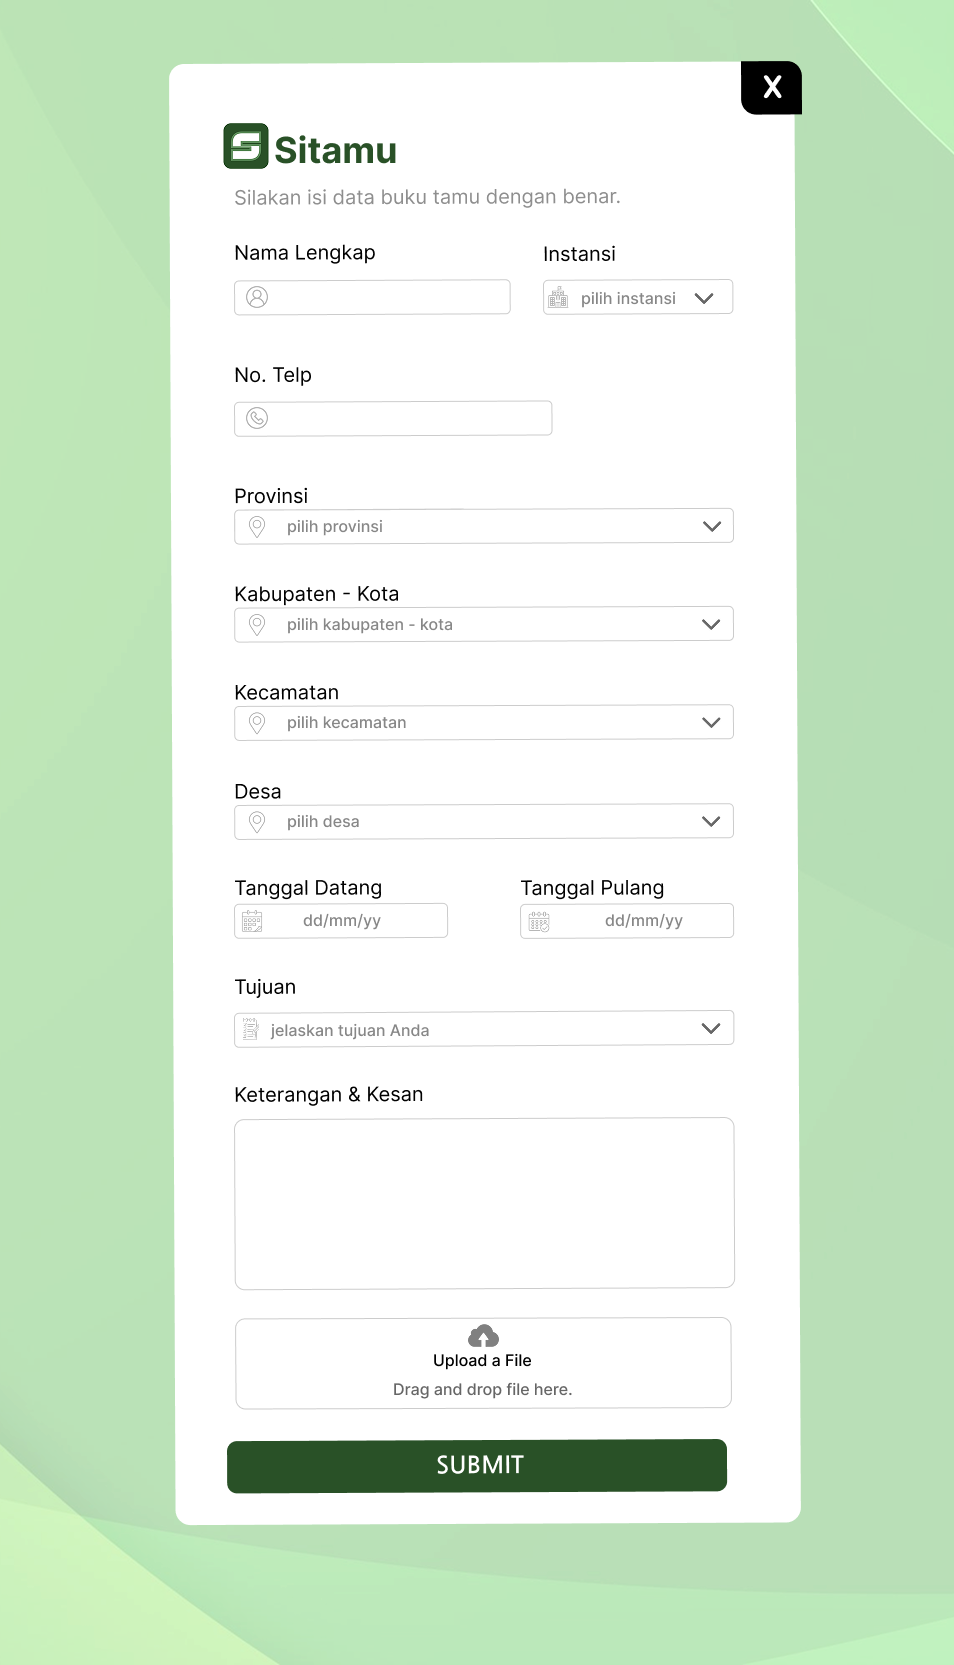 X
Sitamu
Silakan isi data buku tamu dengan benar.
Nama Lengkap
Instansi
pilih instansi
No. Telp
Provinsi
pilih provinsi
Kabupaten - Kota
pilih kabupaten - kota
Kecamatan
pilih kecamatan
Desa
pilih desa
Tanggal Datang
Tanggal Pulang
dd/mm/yy
dd/mm/yy
Tujuan
jelaskan tujuan Anda
Keterangan & Kesan
Upload a File
Drag and drop file here.
SUBMIT